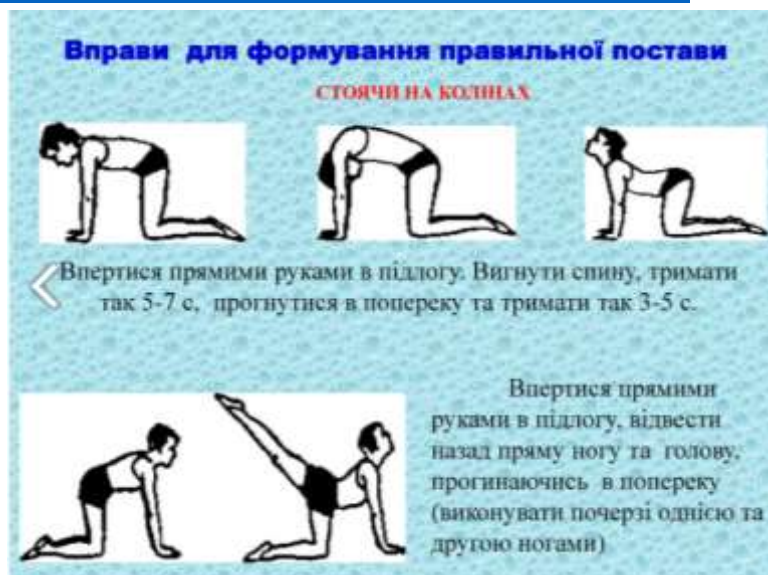 Вправи для формування правильної постави
СТОЯЧИ НА КОЛІНАХ
Впертися прямими руками в підлогу. Вигнути спину, тримати
так 5-7 с, прогнутися в попереку та тримати так 3-5 с.
Впертися прямими
руками в підлогу, відвести
назад пряму ногу та голову,
прогинаючись в попереку
(виконувати почерзі однією та
другою ногами)